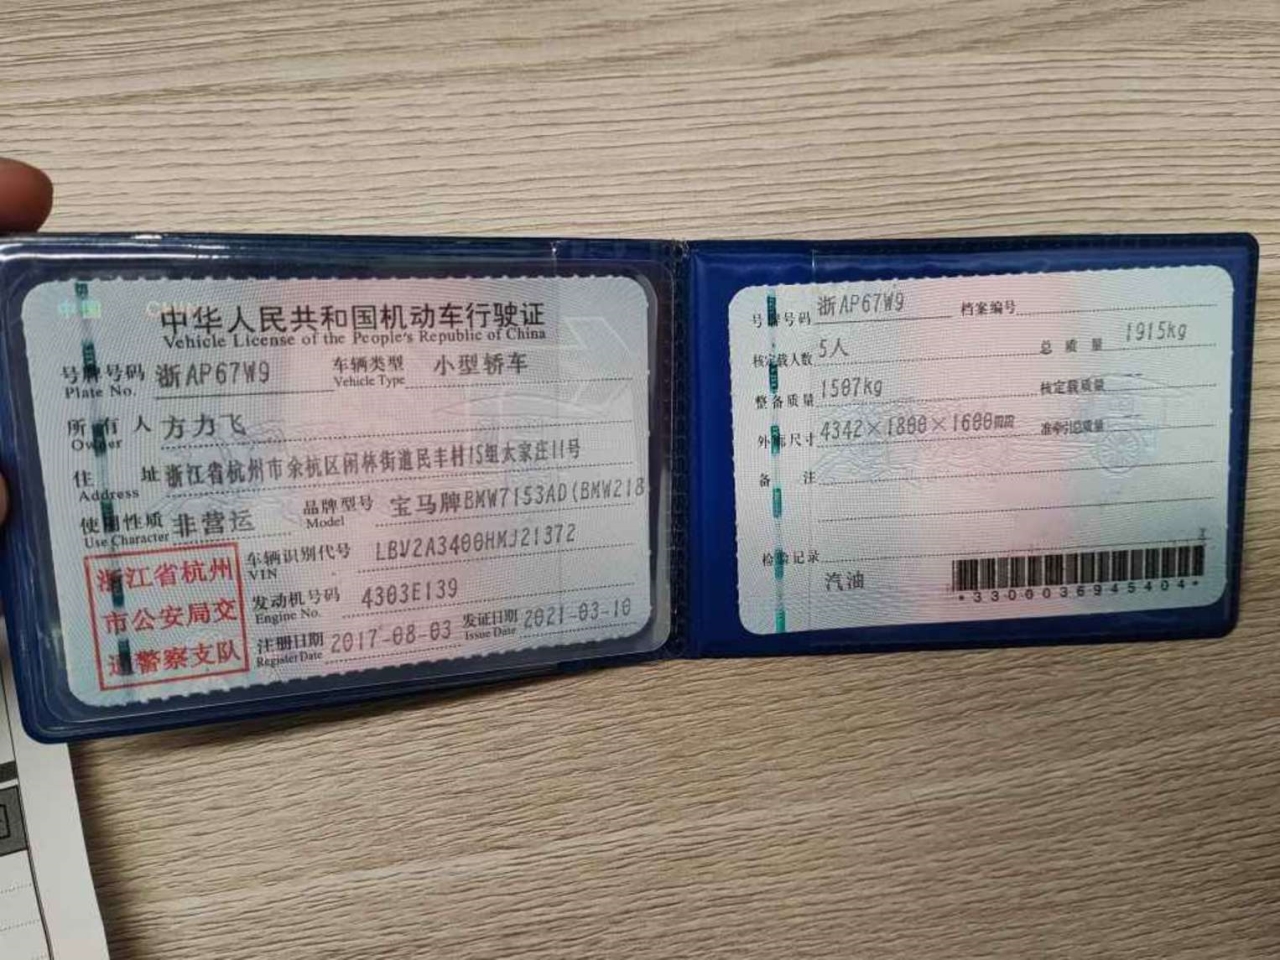 中国 CHINA
中华人民共和国机动车行驶证
Vehicle License of the People's Republic of China
号牌号码 浙AP67W9 车辆类型 小型轿车
Plate No. Vehicle Type
所有人 方力飞
Owner
住址 浙江省杭州市余杭区闲林街道民丰村15组太家庄11号
Address
使用性质 非营运 品牌型号 宝马牌BMW7153AD(BMW218
Use Character Model
浙江省杭州
市公安局交
通警察支队
车辆识别代号 LBV2A3400HMJ21372
VIN
发动机号码 4303E139
Engine No.
注册日期 2017-08-03 发证日期 2021-03-10
Register Date Issue Date
号牌号码 浙AP67W9 档案编号
核定载人数 5人 总质量 1915kg
整备质量 1507kg 核定载质量 --
外廓尺寸 4342×1800×1600mm 准牵引总质量 --
备注
检验记录
汽油
*3300036945404*